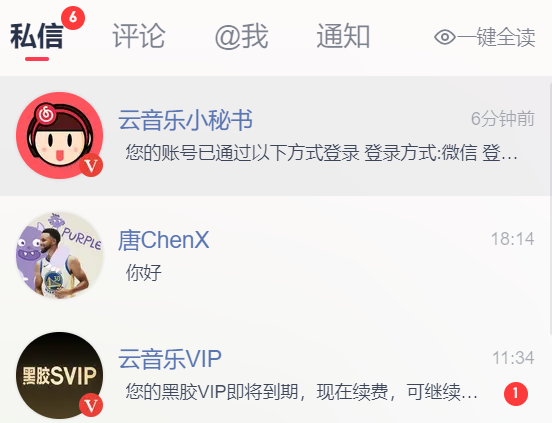 私信 6 评论 @我 通知 一键全读
云音乐小秘书 6分钟前
您的账号已通过以下方式登录 登录方式:微信 登...
V
PURPLE
唐ChenX 18:14
你好
黑胶SVIP
云音乐VIP 11:34
您的黑胶VIP即将到期，现在续费，可继续... 1
V